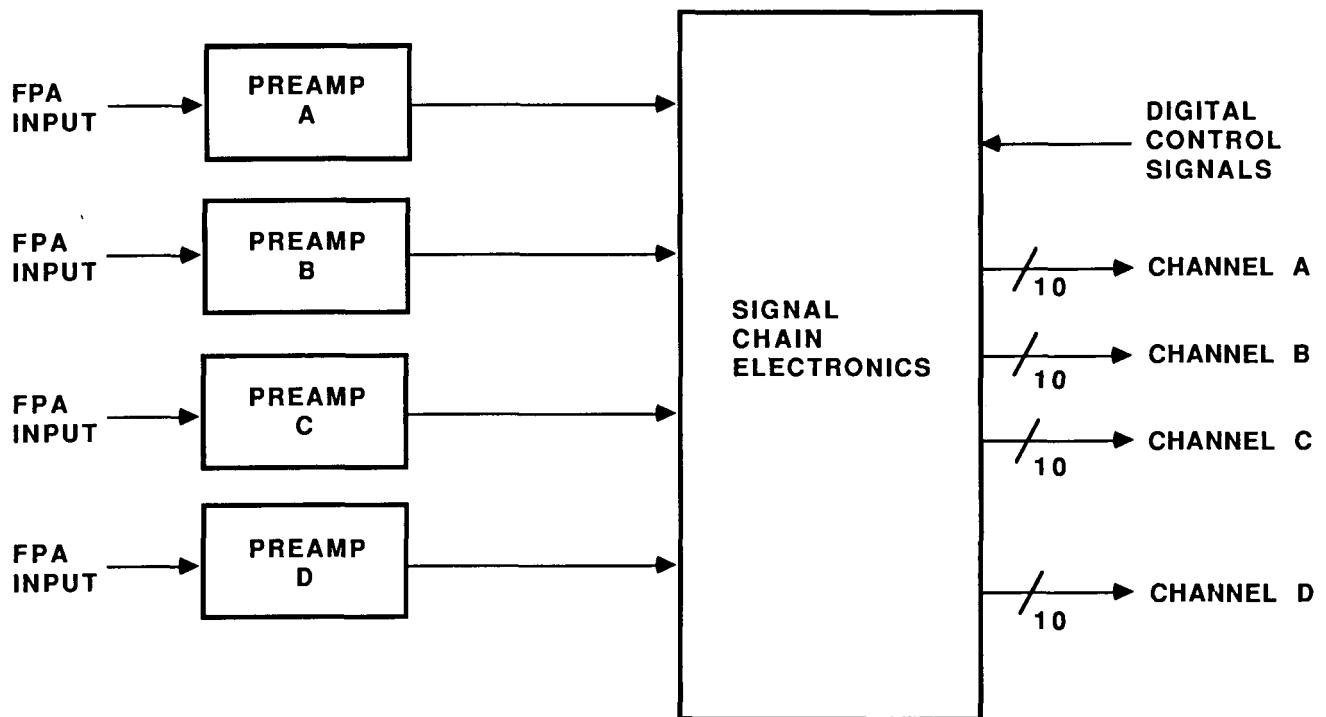 FPA
INPUT
PREAMP
A
FPA
INPUT
PREAMP
B
FPA
INPUT
PREAMP
C
FPA
INPUT
PREAMP
D
SIGNAL
CHAIN
ELECTRONICS
DIGITAL
CONTROL
SIGNALS
10
CHANNEL A
10
CHANNEL B
10
CHANNEL C
10
CHANNEL D